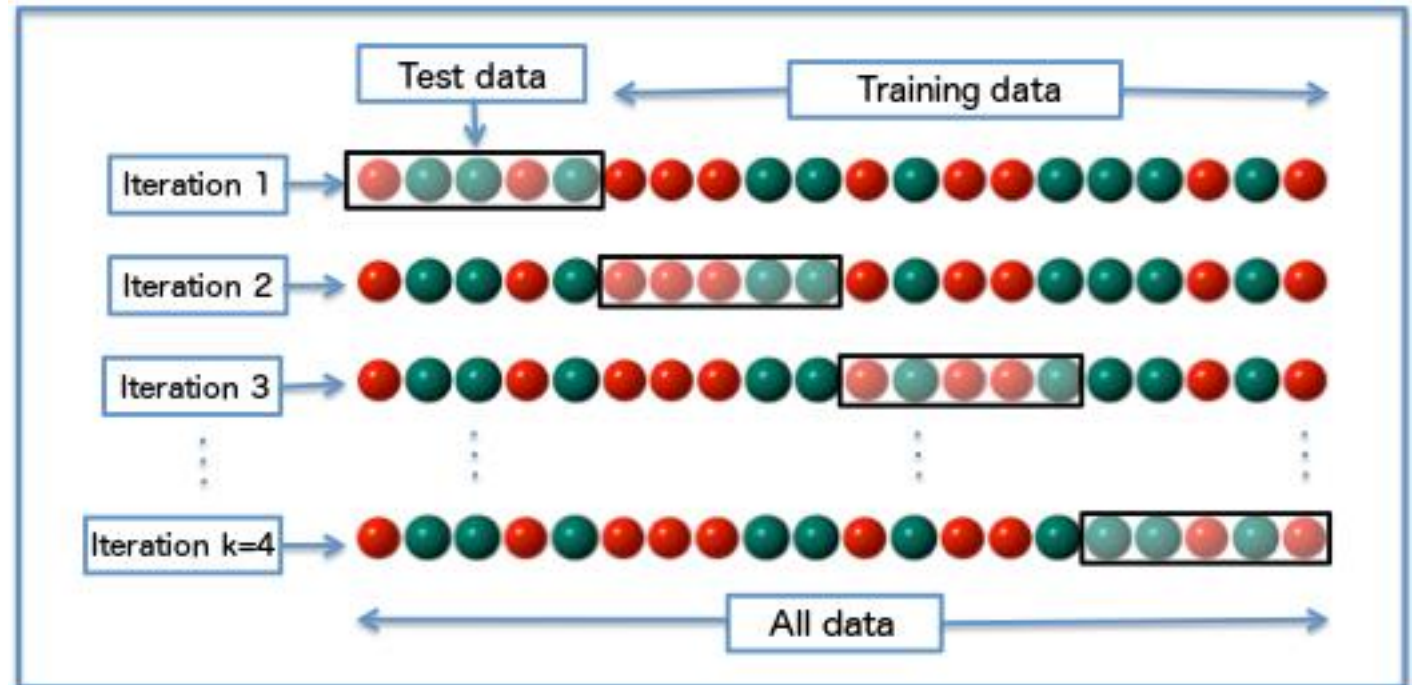 Test data
Training data
Iteration 1
Iteration 2
Iteration 3
Iteration k=4
All data